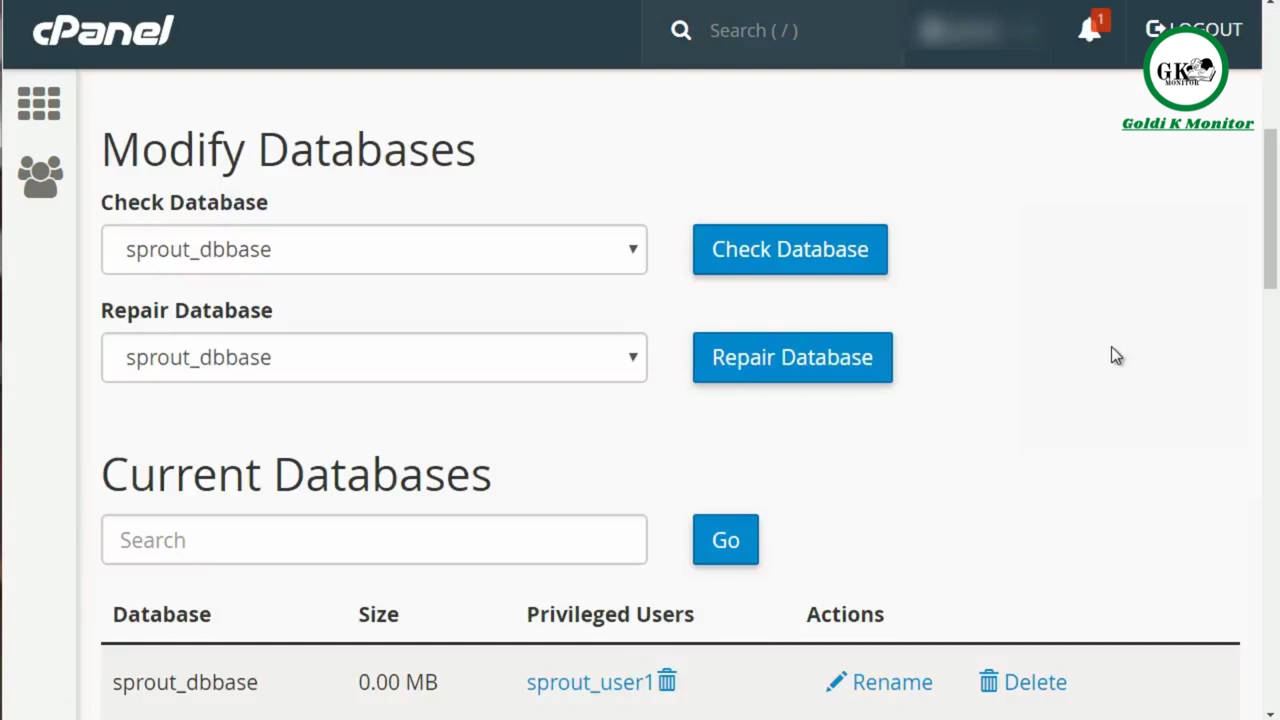 cPanel
Search ( / )
1
LOGOUT
GK
MONITOR
Goldi K Monitor
Modify Databases
Check Database
sprout_dbbase
Check Database
Repair Database
sprout_dbbase
Repair Database
Current Databases
Search
Go
Database Size Privileged Users Actions
sprout_dbbase 0.00 MB sprout_user1 Rename Delete